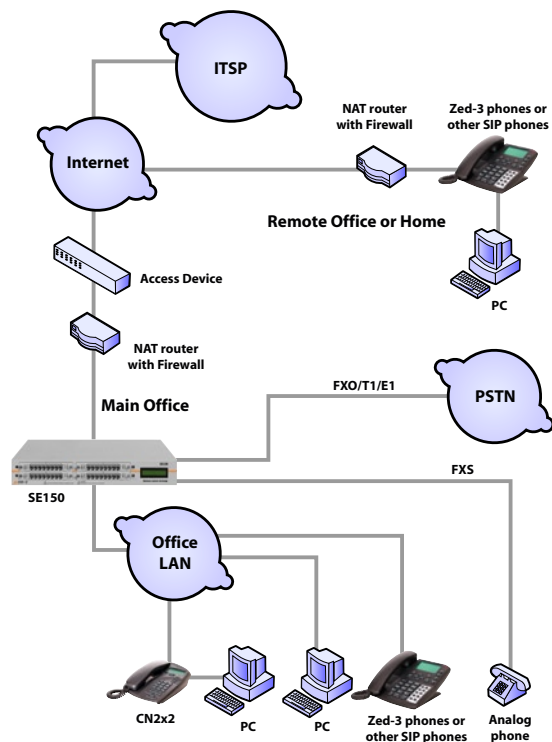 ITSP
NAT router
with Firewall
Zed-3 phones or
other SIP phones
Internet
Remote Office or Home
Access Device
PC
NAT router
with Firewall
Main Office
FXO/T1/E1
PSTN
FXS
SE150
Office
LAN
CN2x2
PC
PC
Zed-3 phones or
other SIP phones
Analog
phone